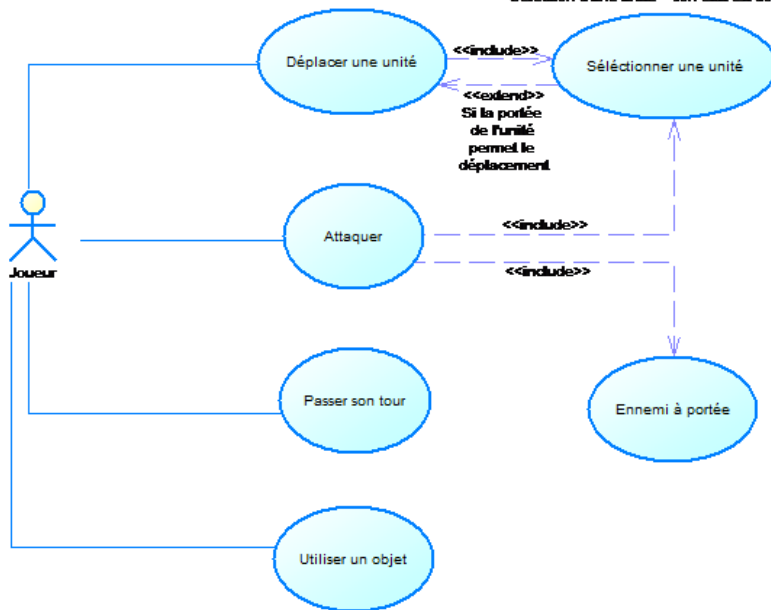 Déplacer une unité
<<include>>
Séléctionner une unité
<<extend>>
Si la portée
de l'unité
permet le
déplacement
Attaquer
<<include>>
<<include>>
Joueur
Passer son tour
Ennemi à portée
Utiliser un objet